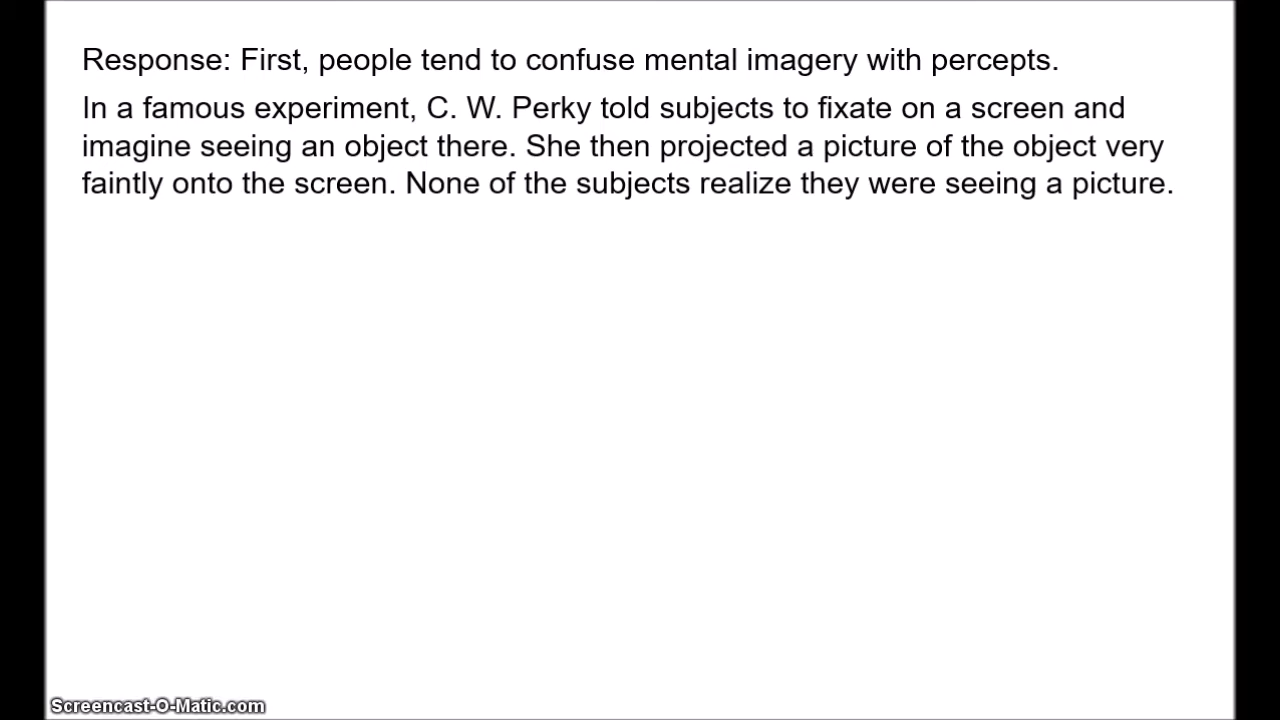 Response: First, people tend to confuse mental imagery with percepts.
In a famous experiment, C. W. Perky told subjects to fixate on a screen and
imagine seeing an object there. She then projected a picture of the object very
faintly onto the screen. None of the subjects realize they were seeing a picture.
Screencast-O-Matic.com